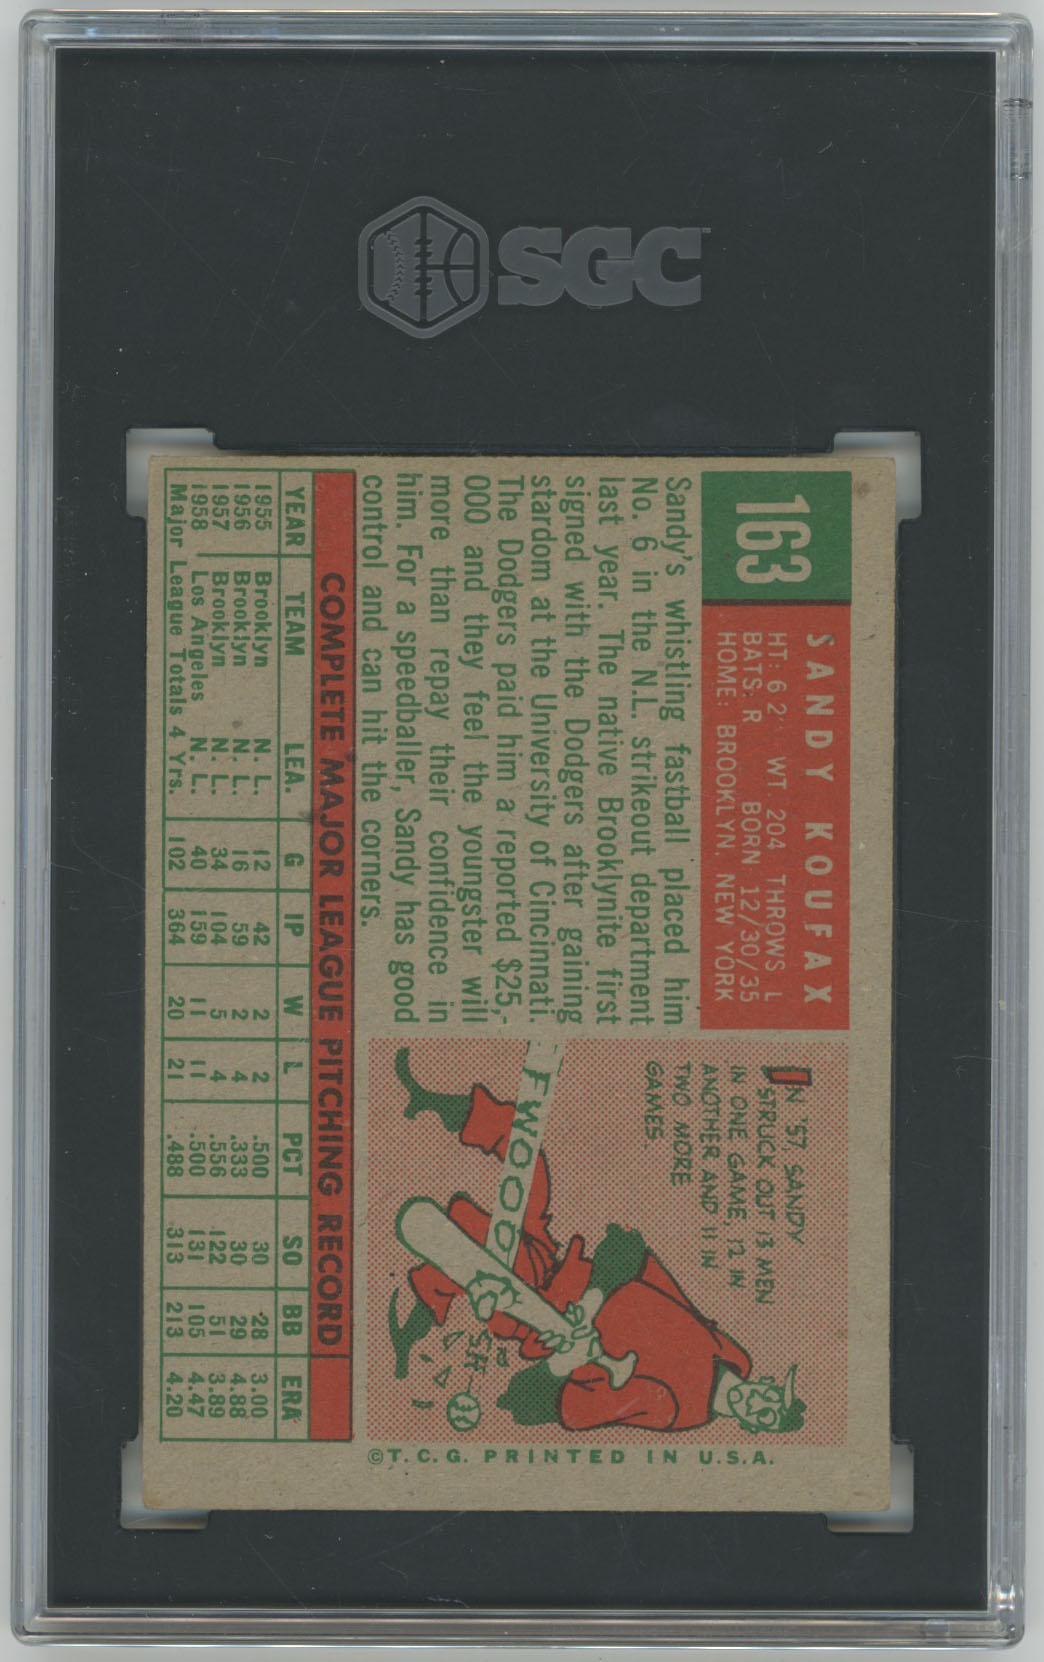 SGC
163
SANDY KOUFAX
HT: 6 2" WT 204 THROWS L
BATS: R BORN 12/30/35
HOME: BROOKLYN, NEW YORK
Sandy's whistling fastball placed him
No. 6 in the N.L. strikeout department
last year. The native Brooklynite first
signed with the Dodgers after gaining
stardom at the University of Cincinnati.
The Dodgers paid him a reported $25,-
000 and they feel the youngster will
more than repay their confidence in
him. For a speedballer, Sandy has good
control and can hit the corners.
IN '57, SANDY
STRUCK OUT 13 MEN
IN ONE GAME, 12 IN
ANOTHER AND 11 IN
TWO MORE
GAMES
FWOOO
COMPLETE MAJOR LEAGUE PITCHING RECORD
YEAR TEAM LEA. G IP W L PCT SO BB ERA
1955 Brooklyn N. L. 12 42 2 2 .500 30 28 3.00
1956 Brooklyn N. L. 16 59 2 4 .333 30 29 4.88
1957 Brooklyn N. L. 34 104 5 4 .556 122 51 3.89
1958 Los Angeles N. L. 40 159 11 11 .500 131 105 4.47
Major League Totals 4 Yrs. 102 364 20 21 .488 313 213 4.20
©T.C.G. PRINTED IN U.S.A.